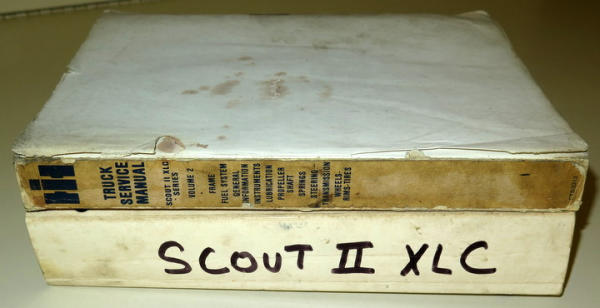 TRUCK
SERVICE
MANUAL
SCOUT II XLC
SERIES
VOLUME 2
FRAME
FUEL SYSTEM
GENERAL
INFORMATION
INSTRUMENTS
LUBRICATION
PROPELLER
SHAFT
SPRINGS
STEERING
TRANSMISSION
WHEELS-
RIMS-TIRES
SCOUT II XLC